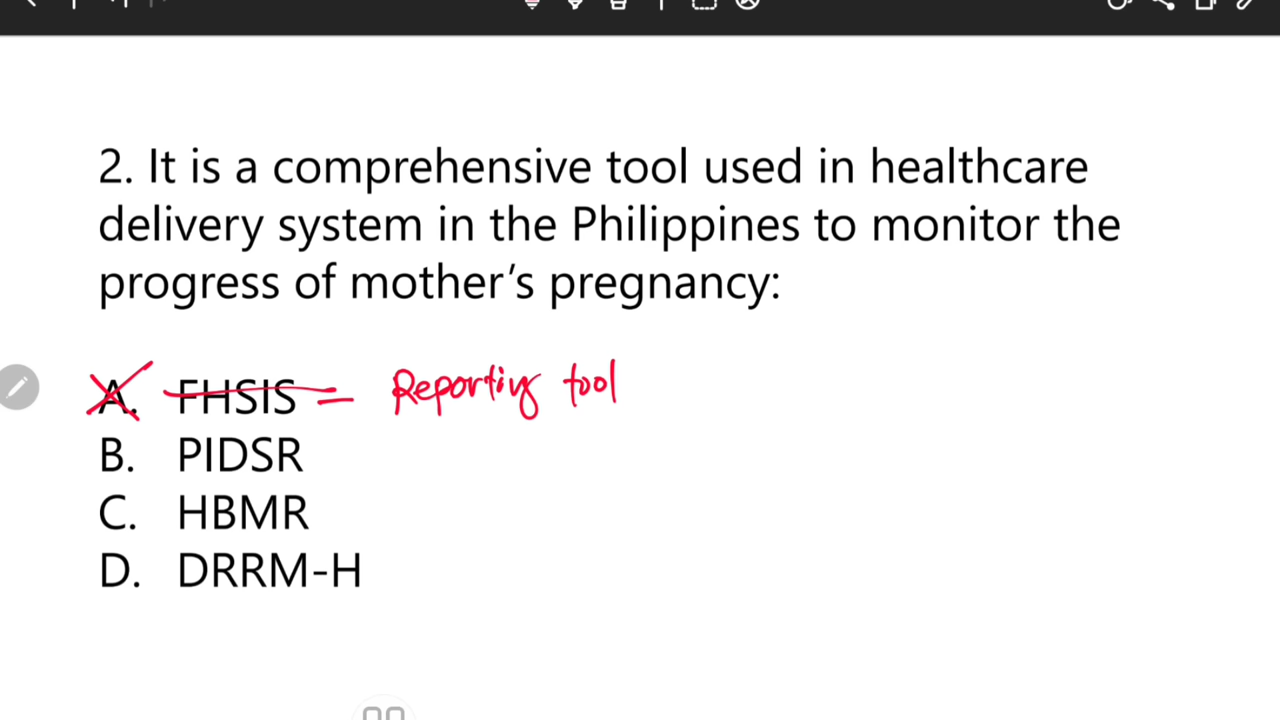 2. It is a comprehensive tool used in healthcare
delivery system in the Philippines to monitor the
progress of mother's pregnancy:
A. FHSIS = Reporting tool
B. PIDSR
C. HBMR
D. DRRM-H